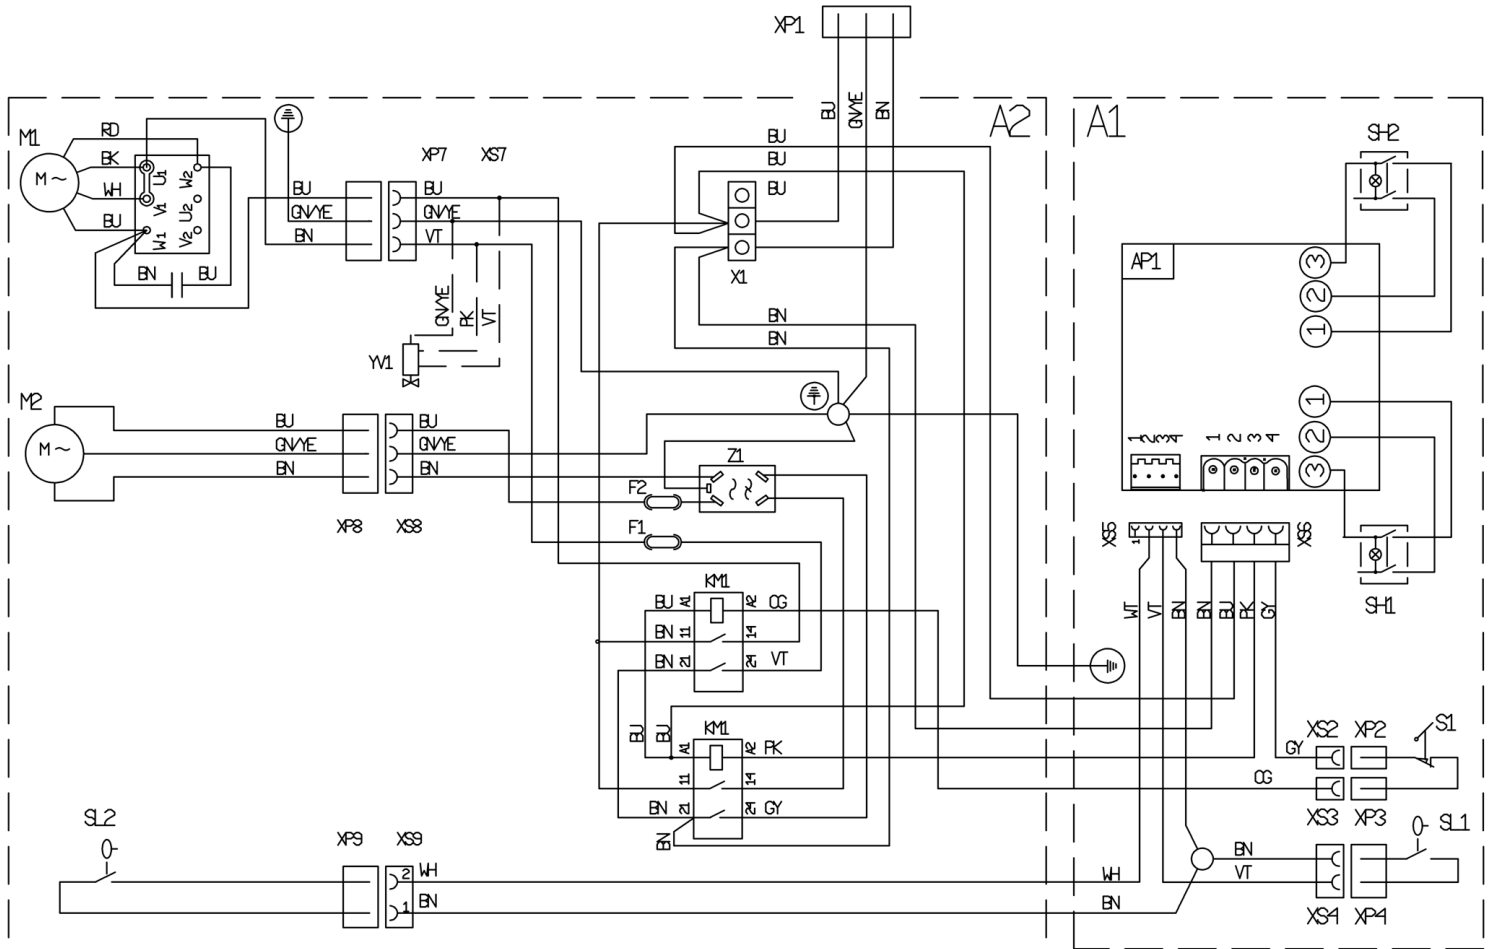 XP1
BU
GN/YE
BN
A2
A1
M1
RD
BK
WH
BU
M ~
U1
V1
W1
W2
U2
V2
BN
BU
BU
GN/YE
BN
XP7
XS7
BU
GN/YE
VT
GN/YE
PK
VT
YV1
BU
BU
BU
X1
BN
BN
SH2
AP1
3
2
1
1
2
3
1 2 3 4
1 2 3 4
M2
M ~
BU
GN/YE
BN
BU
GN/YE
BN
XP8
XS8
Z1
F2
F1
XS5
1
XS6
SH1
WT
VT
BN
BN
BU
PK
GY
KM1
BU
A1
A2
OG
BN
11
14
BN
21
24
VT
KM1
BU
BU
A1
A2
PK
11
14
BN
21
24
GY
BN
XS2
XP2
S1
GY
OG
XS3
XP3
SL1
BN
VT
XS4
XP4
SL2
XP9
XS9
2
WH
1
BN
WH
BN